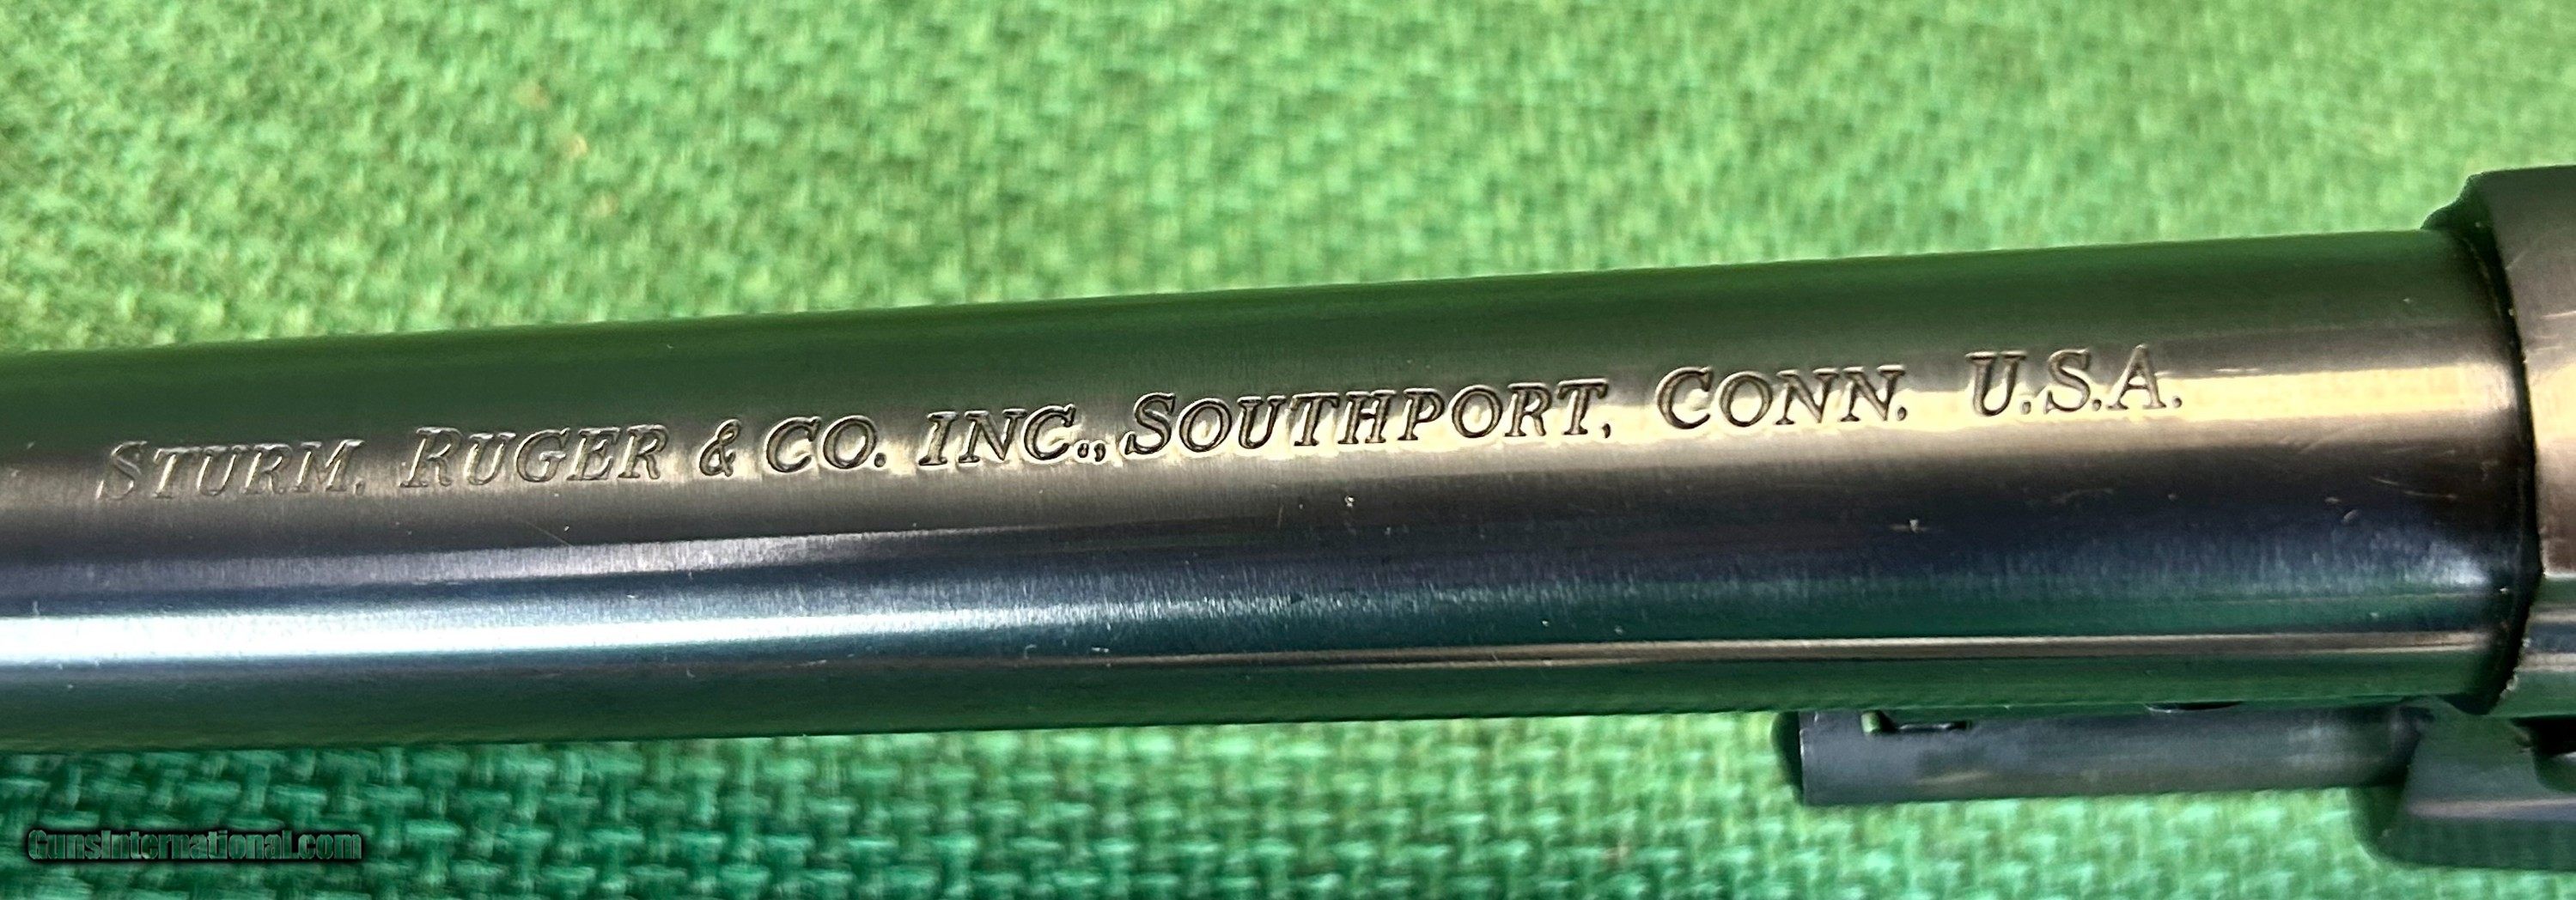 STURM, RUGER & CO. INC., SOUTHPORT, CONN. U.S.A.
GunsInternational.com